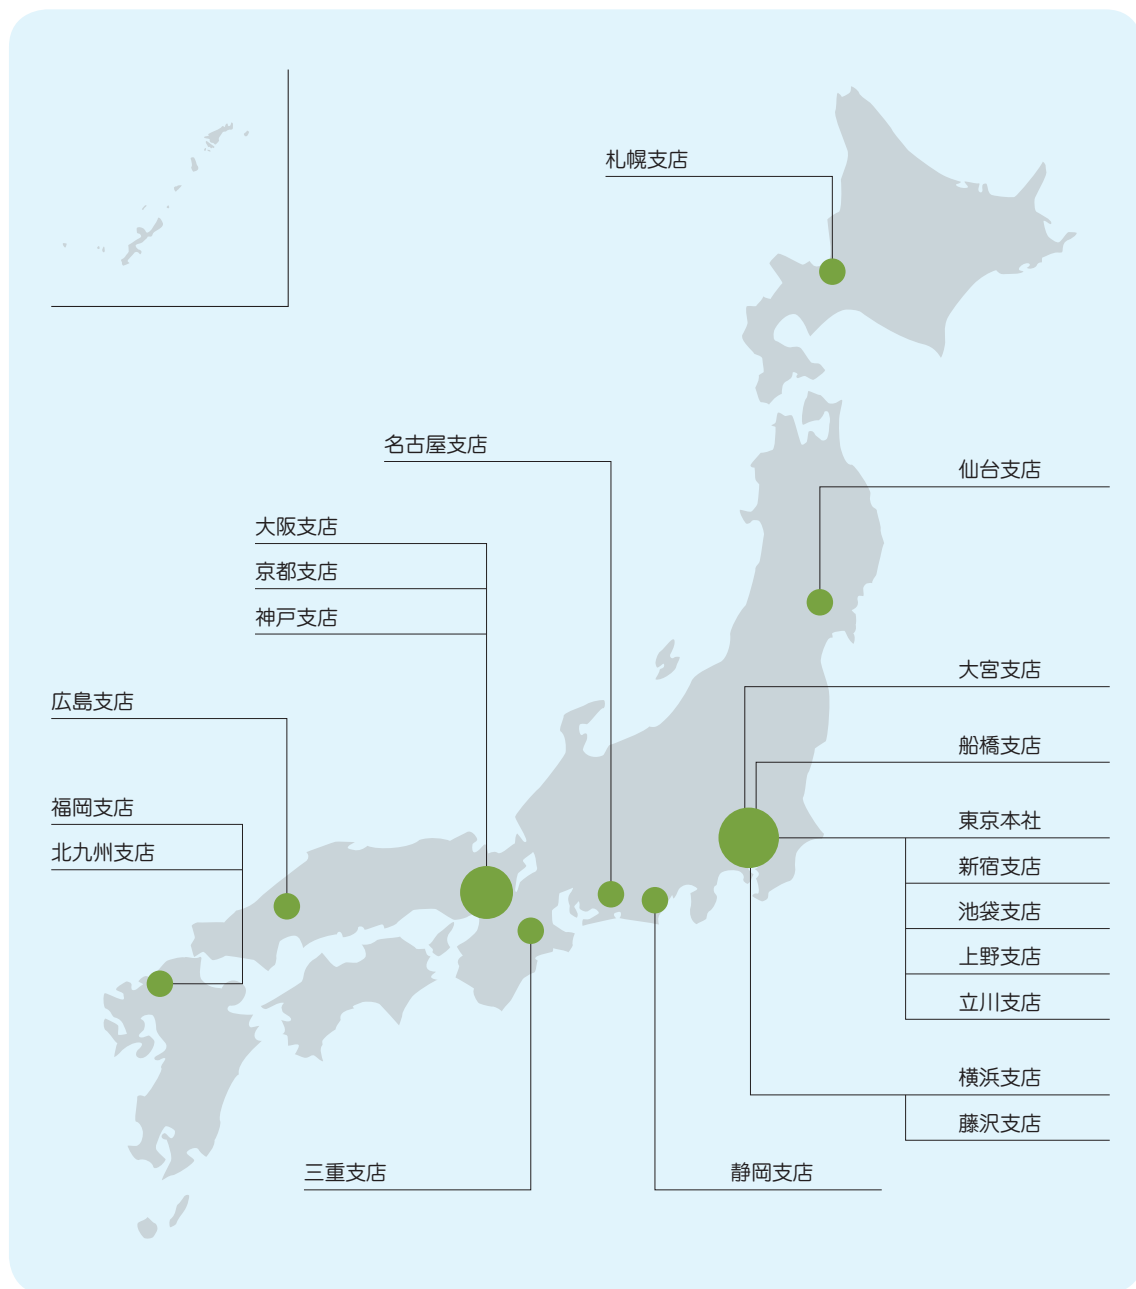 札幌支店
名古屋支店
仙台支店
大阪支店
京都支店
神戸支店
大宮支店
広島支店
船橋支店
福岡支店
東京本社
北九州支店
新宿支店
池袋支店
上野支店
立川支店
横浜支店
藤沢支店
三重支店
静岡支店